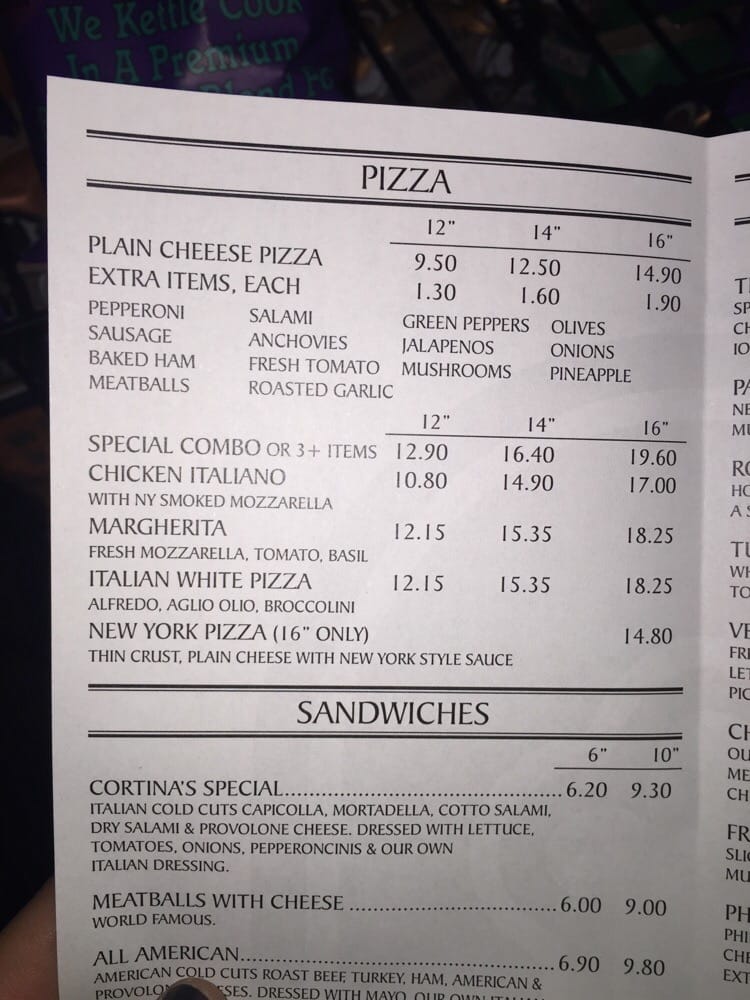 We Kettle Cook
In A Premium
PIZZA
12" 14" 16"
PLAIN CHEEESE PIZZA 9.50 12.50 14.90
EXTRA ITEMS, EACH 1.30 1.60 1.90
PEPPERONI SALAMI GREEN PEPPERS OLIVES
SAUSAGE ANCHOVIES JALAPENOS ONIONS
BAKED HAM FRESH TOMATO MUSHROOMS PINEAPPLE
MEATBALLS ROASTED GARLIC
12" 14" 16"
SPECIAL COMBO OR 3+ ITEMS 12.90 16.40 19.60
CHICKEN ITALIANO 10.80 14.90 17.00
WITH NY SMOKED MOZZARELLA
MARGHERITA 12.15 15.35 18.25
FRESH MOZZARELLA, TOMATO, BASIL
ITALIAN WHITE PIZZA 12.15 15.35 18.25
ALFREDO, AGLIO OLIO, BROCCOLINI
NEW YORK PIZZA (16" ONLY) 14.80
THIN CRUST, PLAIN CHEESE WITH NEW YORK STYLE SAUCE
SANDWICHES
6" 10"
CORTINA'S SPECIAL 6.20 9.30
ITALIAN COLD CUTS CAPICOLLA, MORTADELLA, COTTO SALAMI,
DRY SALAMI & PROVOLONE CHEESE. DRESSED WITH LETTUCE,
TOMATOES, ONIONS, PEPPERONCINIS & OUR OWN
ITALIAN DRESSING.
MEATBALLS WITH CHEESE 6.00 9.00
WORLD FAMOUS.
ALL AMERICAN 6.90 9.80
AMERICAN COLD CUTS ROAST BEEF, TURKEY, HAM, AMERICAN &
DRESSED WITH MAYO, OUR OWN